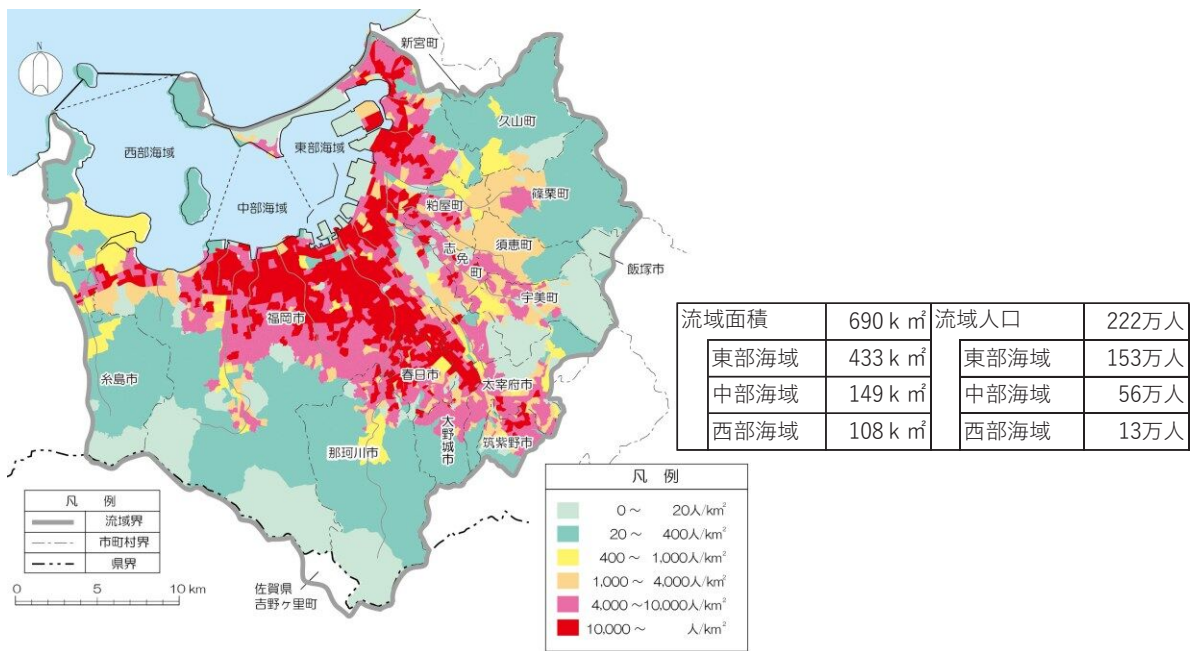 新宮町
N
久山町
西部海域
東部海域
篠栗町
中部海域
粕屋町
須恵町
志免町
飯塚市
宇美町
福岡市
糸島市
春日市
太宰府市
大野城市
筑紫野市
那珂川市
佐賀県
吉野ヶ里町
凡 例
流域界
市町村界
県界
0 5 10 km
凡 例
0～ 20人/km²
20～ 400人/km²
400～ 1,000人/km²
1,000～ 4,000人/km²
4,000～10,000人/km²
10,000～ 人/km²
流域面積 690ｋ㎡ 流域人口 222万人
東部海域 433ｋ㎡ 東部海域 153万人
中部海域 149ｋ㎡ 中部海域 56万人
西部海域 108ｋ㎡ 西部海域 13万人